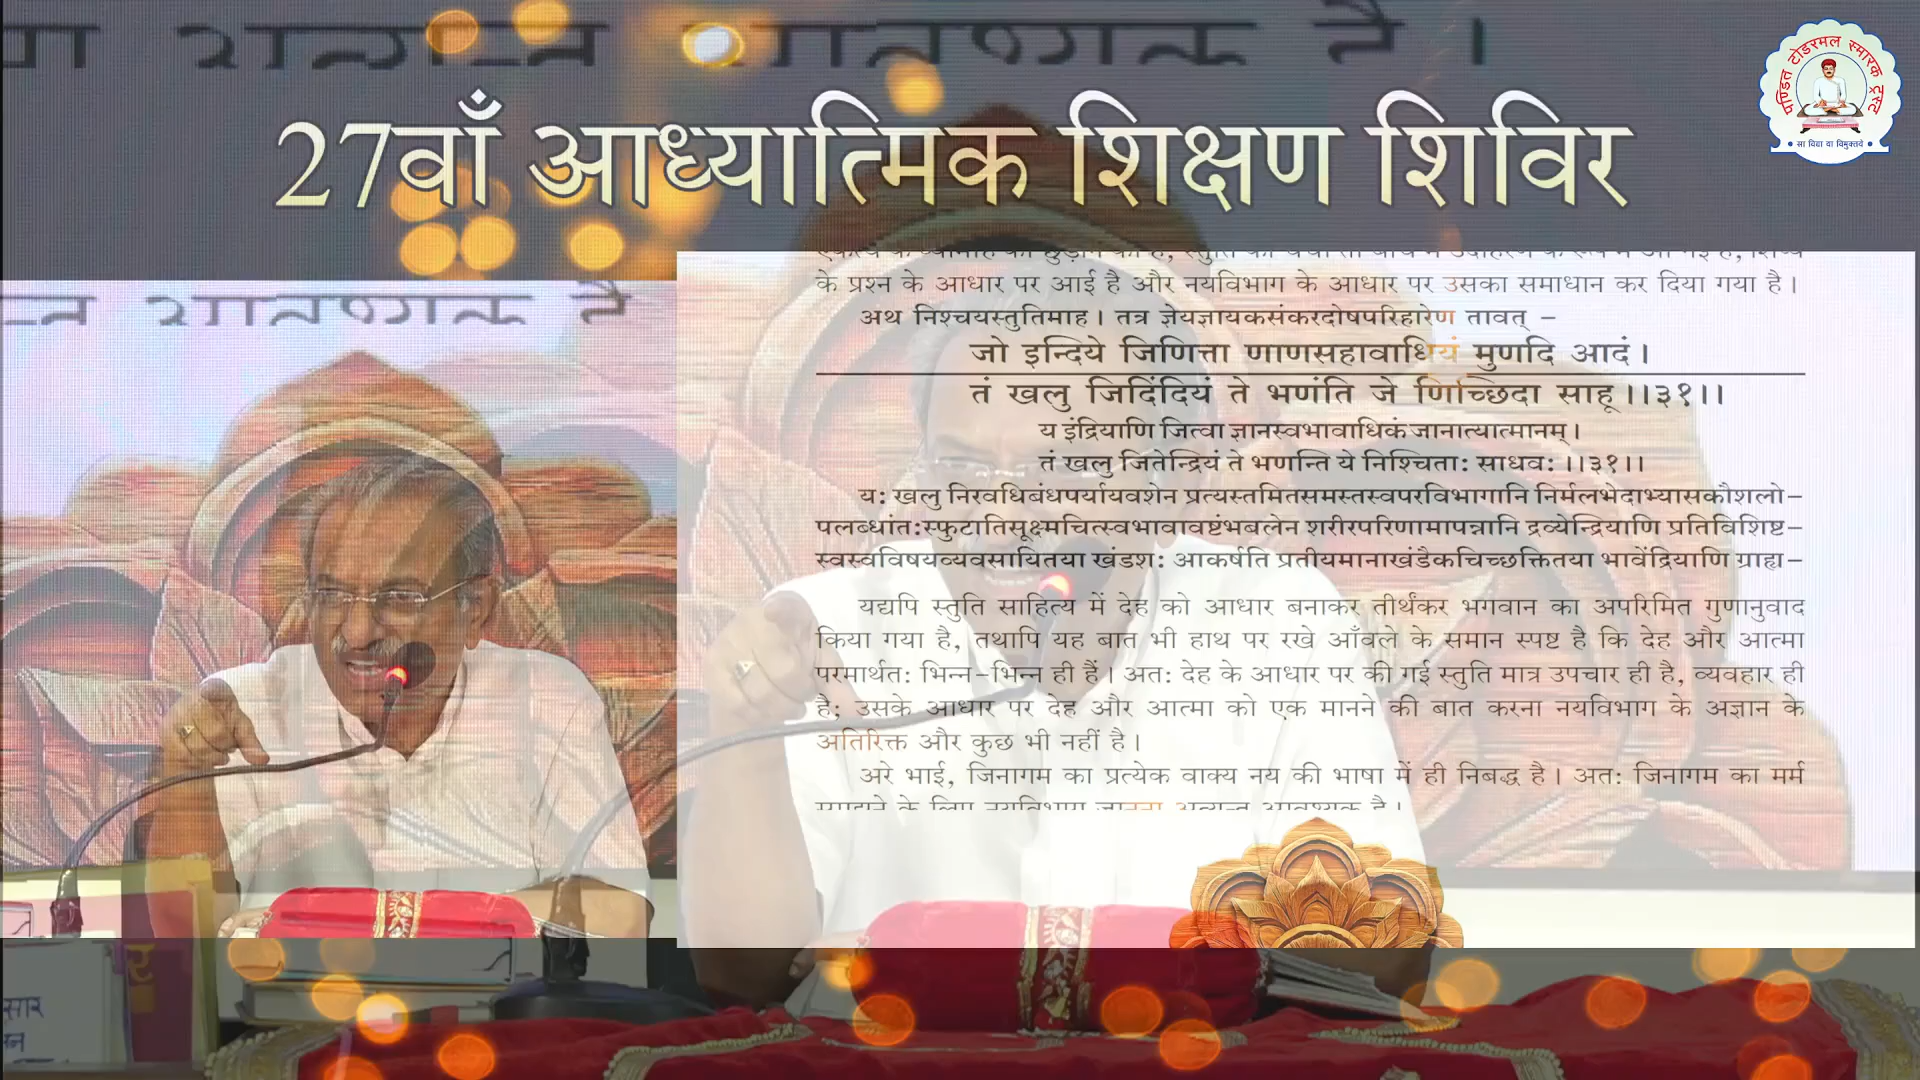 27वाँ आध्यात्मिक शिक्षण शिविर
पण्डित टोडरमल स्मारक ट्रस्ट
सा विद्या या विमुक्तये
के प्रश्न के आधार पर आई है और नयविभाग के आधार पर उसका समाधान कर दिया गया है।
अथ निश्चयस्तुतिमाह। तत्र ज्ञेयज्ञायकसंकरदोषपरिहारेण तावत् –
जो इन्दिये जिणित्ता णाणसहावाधियं मुणदि आदं।
तं खलु जिदिंदियं ते भणंति जे णिच्छिदा साहू।।३१।।
य इंद्रियाणि जित्वा ज्ञानस्वभावाधिकं जानात्यात्मानम्।
तं खलु जितेन्द्रियं ते भणन्ति ये निश्चिताः साधवः।।३१।।
यः खलु निरवधिबंधपर्यायवशेन प्रत्यस्तमितसमस्तस्वपरविभागानि निर्मलभेदाभ्यासकौशलो–
पलब्धांतःस्फुटातिसूक्ष्मचित्स्वभावावष्टंभबलेन शरीरपरिणामापन्नानि द्रव्येन्द्रियाणि प्रतिविशिष्ट–
स्वस्वविषयव्यवसायितया खंडशः आकर्षति प्रतीयमानाखंडैकचिच्छक्तितया भावेंद्रियाणि ग्राह्य–
यद्यपि स्तुति साहित्य में देह को आधार बनाकर तीर्थंकर भगवान का अपरिमित गुणानुवाद
किया गया है, तथापि यह बात भी हाथ पर रखे आँवले के समान स्पष्ट है कि देह और आत्मा
परमार्थतः भिन्न-भिन्न ही हैं। अतः देह के आधार पर की गई स्तुति मात्र उपचार ही है, व्यवहार ही
है; उसके आधार पर देह और आत्मा को एक मानने की बात करना नयविभाग के अज्ञान के
अतिरिक्त और कुछ भी नहीं है।
अरे भाई, जिनागम का प्रत्येक वाक्य नय की भाषा में ही निबद्ध है। अतः जिनागम का मर्म